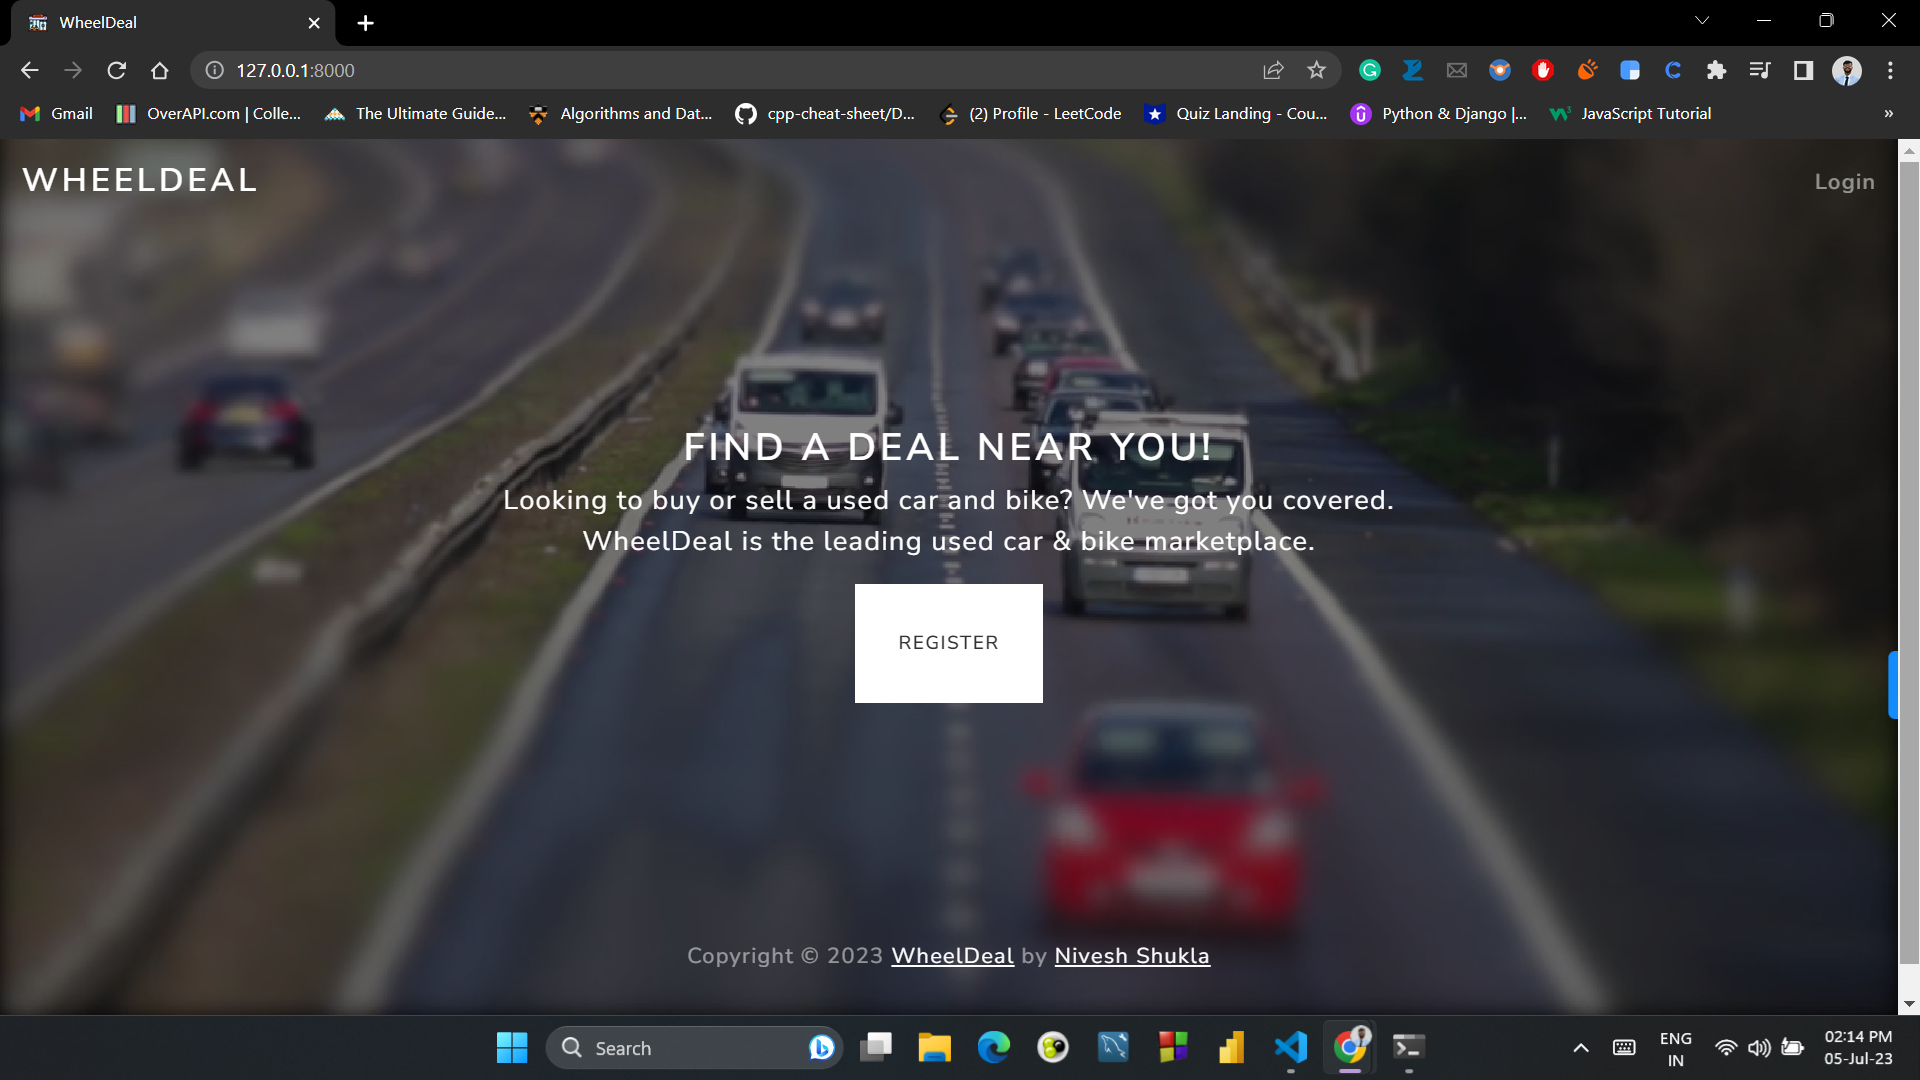 WheelDeal
127.0.0.1:8000
Gmail
OverAPI.com | Colle...
The Ultimate Guide...
Algorithms and Dat...
cpp-cheat-sheet/D...
(2) Profile - LeetCode
Quiz Landing - Cou...
Python & Django |...
JavaScript Tutorial
»
WHEELDEAL
Login
FIND A DEAL NEAR YOU!
Looking to buy or sell a used car and bike? We've got you covered.
WheelDeal is the leading used car & bike marketplace.
REGISTER
Copyright © 2023 WheelDeal by Nivesh Shukla
Search
ENG
IN
02:14 PM
05-Jul-23